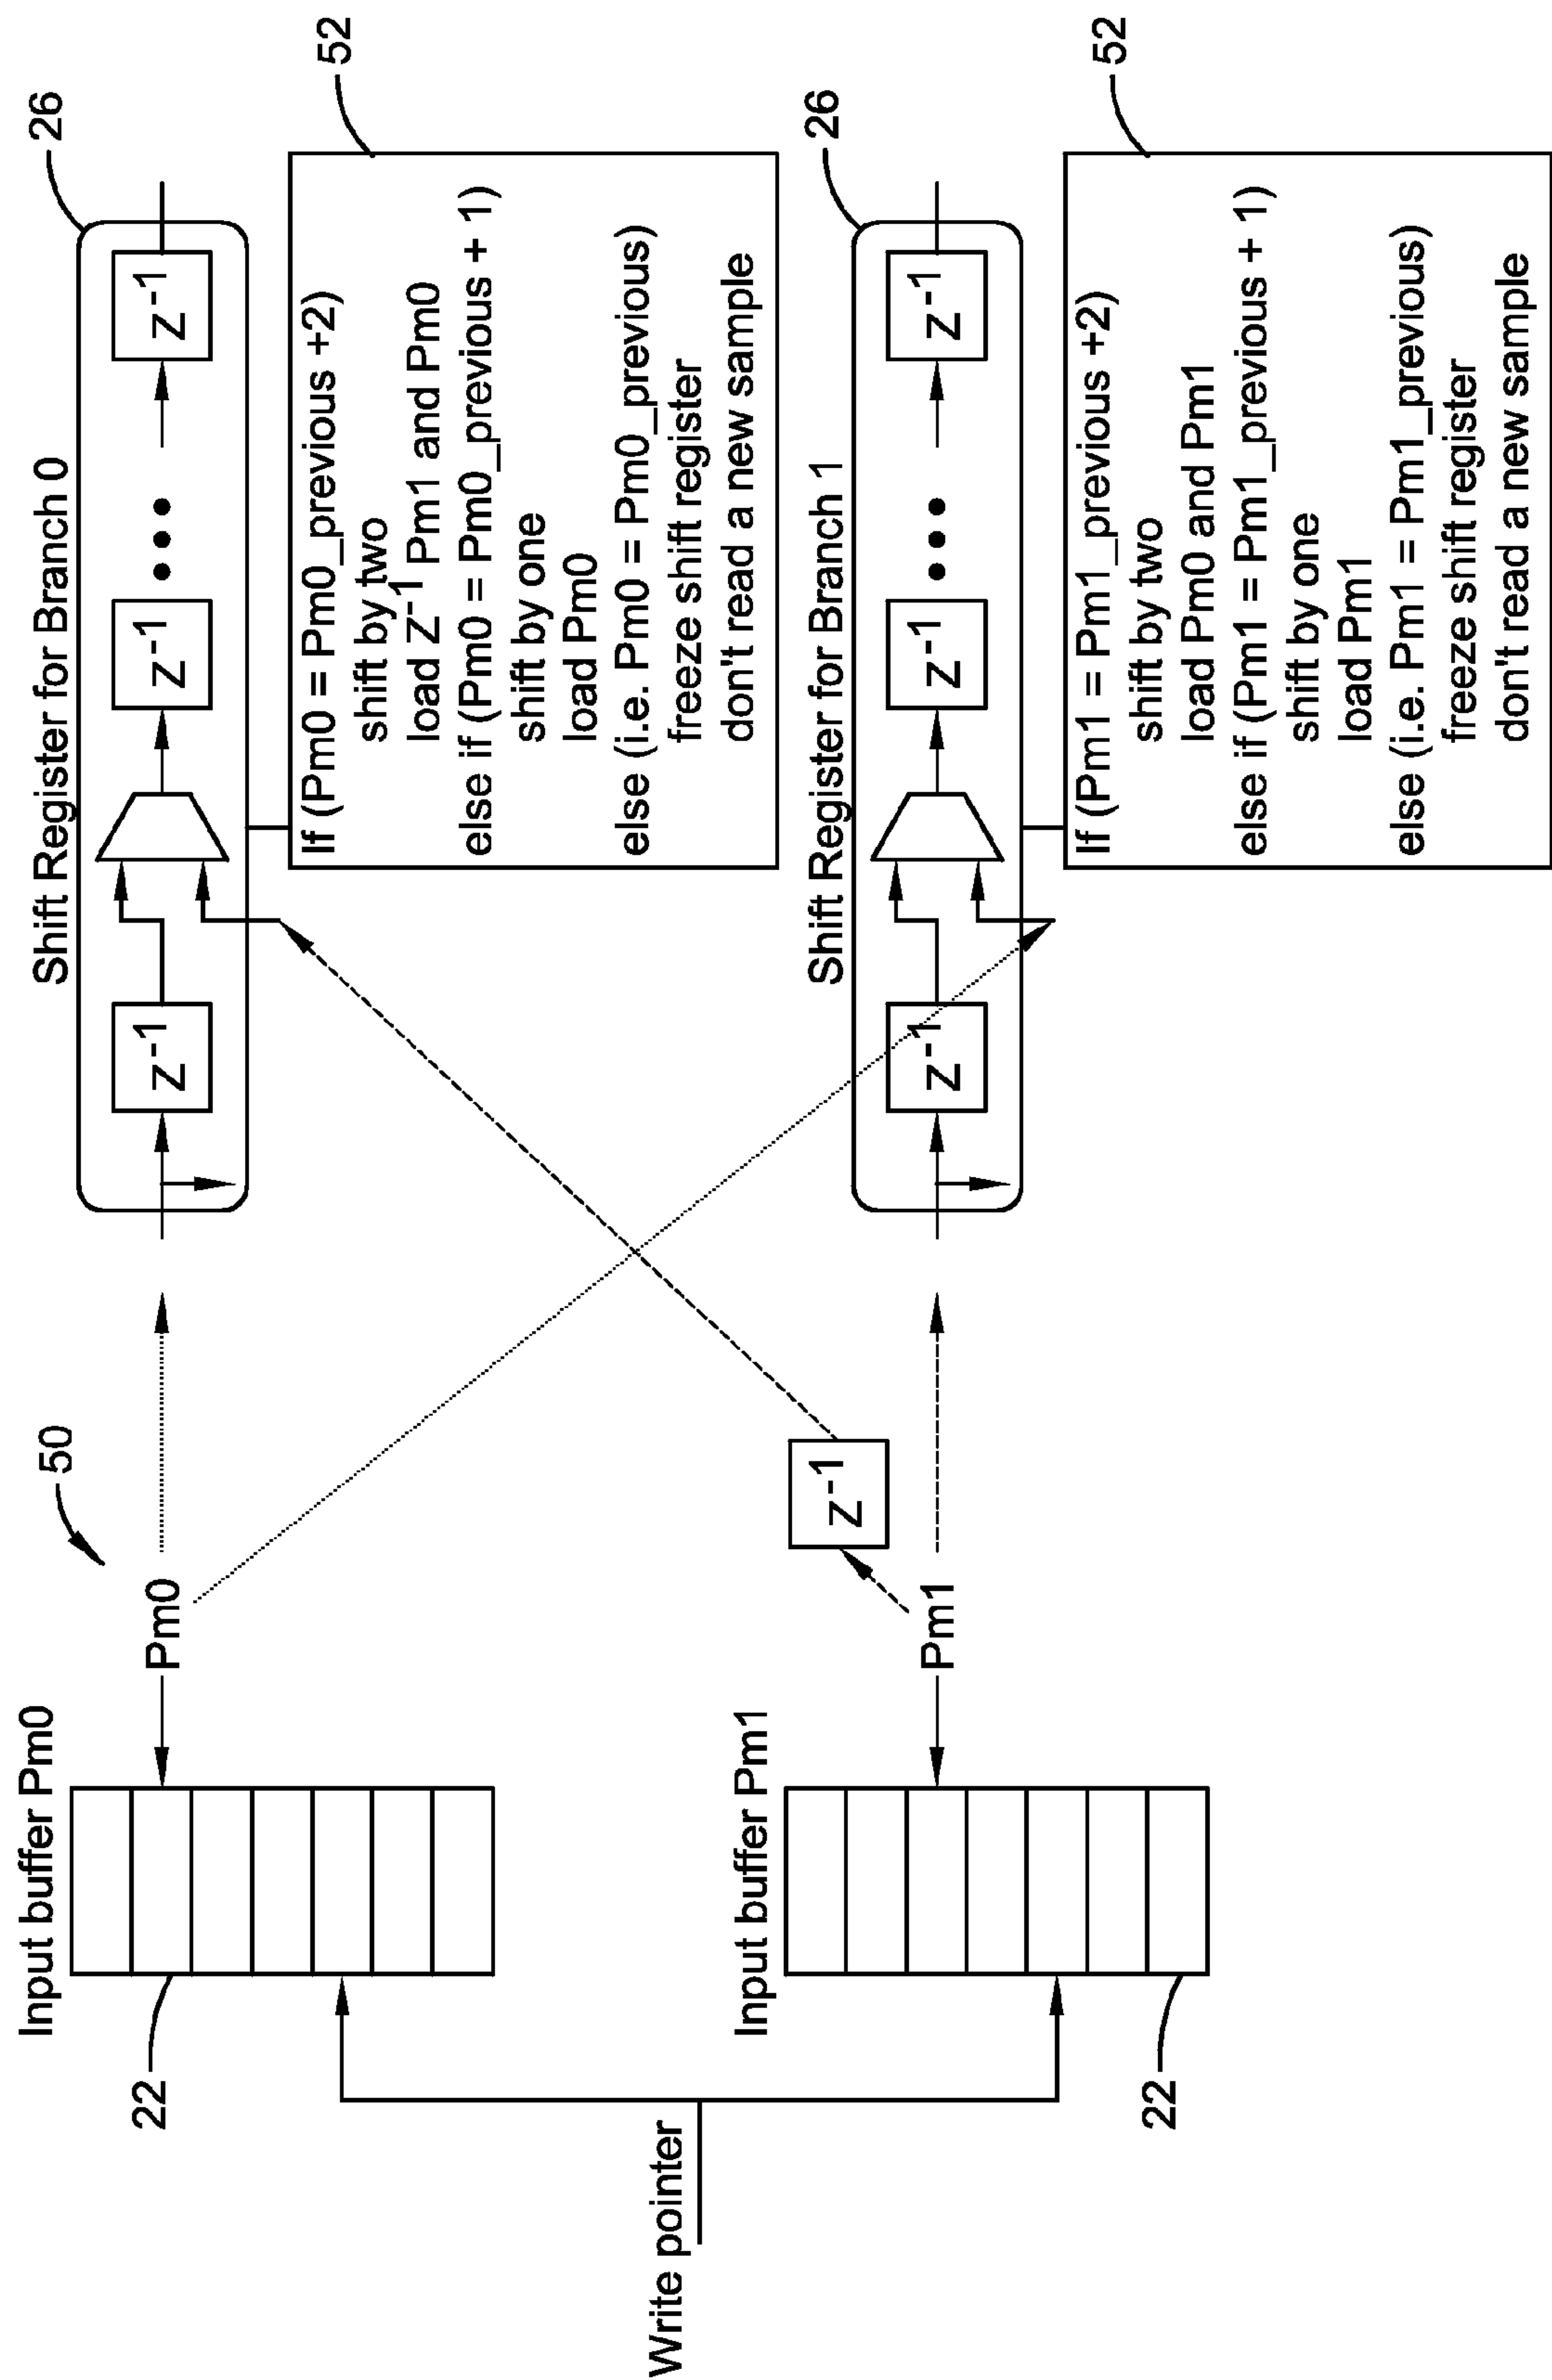 50
Input buffer Pm0
22
Pm0
Shift Register for Branch 0
26
z-1
z-1
z-1
52
If (Pm0 = Pm0_previous +2)
shift by two
load Z-1 Pm1 and Pm0
else if (Pm0 = Pm0_previous + 1)
shift by one
load Pm0
else (i.e. Pm0 = Pm0_previous)
freeze shift register
don't read a new sample
Write pointer
Input buffer Pm1
22
Pm1
z-1
Shift Register for Branch 1
26
z-1
z-1
z-1
52
If (Pm1 = Pm1_previous +2)
shift by two
load Pm0 and Pm1
else if (Pm1 = Pm1_previous + 1)
shift by one
load Pm1
else (i.e. Pm1 = Pm1_previous)
freeze shift register
don't read a new sample